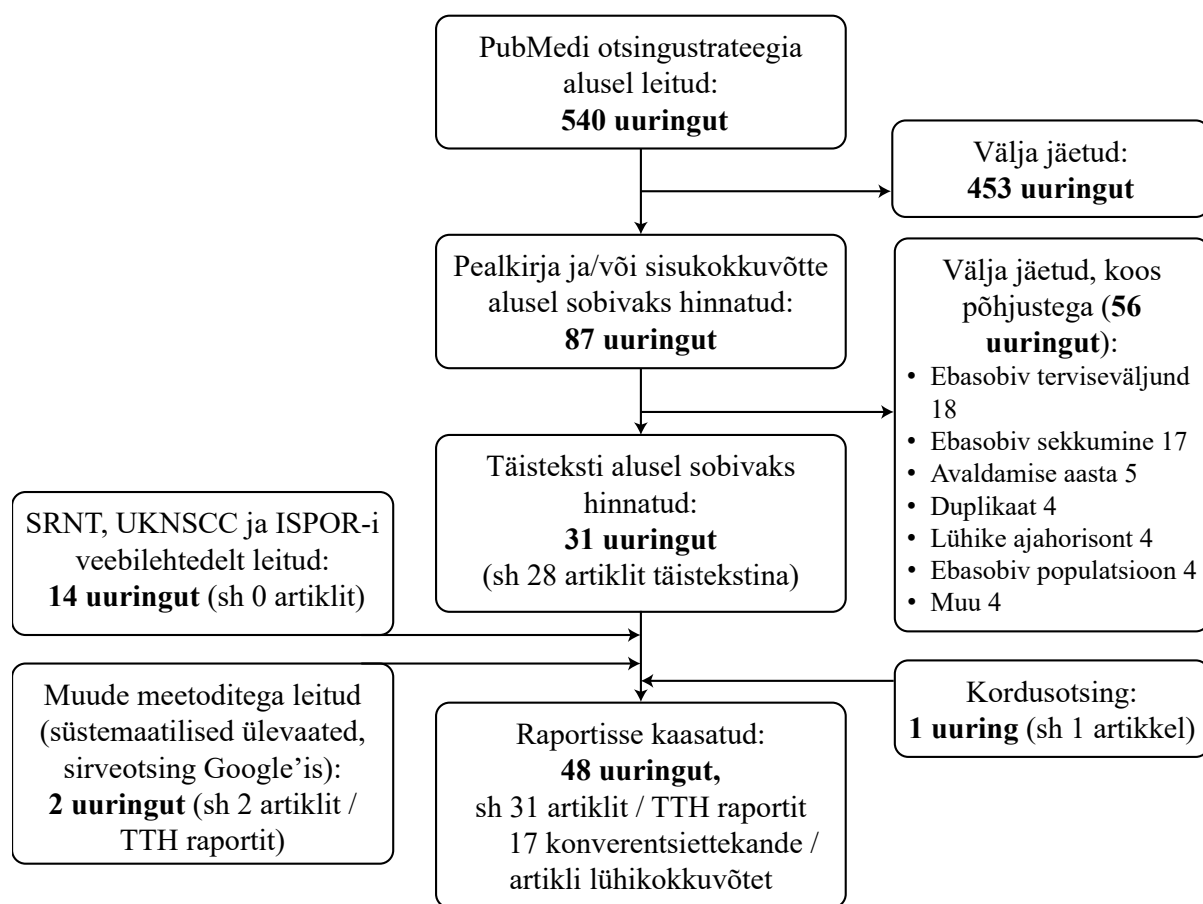 PubMedi otsingustrateegia
alusel leitud:
540 uuringut
Välja jäetud:
453 uuringut
Pealkirja ja/või sisukokkuvõtte
alusel sobivaks hinnatud:
87 uuringut
Välja jäetud, koos
põhjustega (56
uuringut):
• Ebasobiv terviseväljund
18
• Ebasobiv sekkumine 17
• Avaldamise aasta 5
• Duplikaat 4
• Lühike ajahorisont 4
• Ebasobiv populatsioon 4
• Muu 4
Täisteksti alusel sobivaks
hinnatud:
31 uuringut
(sh 28 artiklit täistekstina)
SRNT, UKNSCC ja ISPOR-i
veebilehtedelt leitud:
14 uuringut (sh 0 artiklit)
Muude meetoditega leitud
(süstemaatilised ülevaated,
sirveotsing Google’is):
2 uuringut (sh 2 artiklit /
TTH raportit)
Kordusotsing:
1 uuring (sh 1 artikkel)
Raportisse kaasatud:
48 uuringut,
sh 31 artiklit / TTH raportit
17 konverentsiettekande /
artikli lühikokkuvõtet